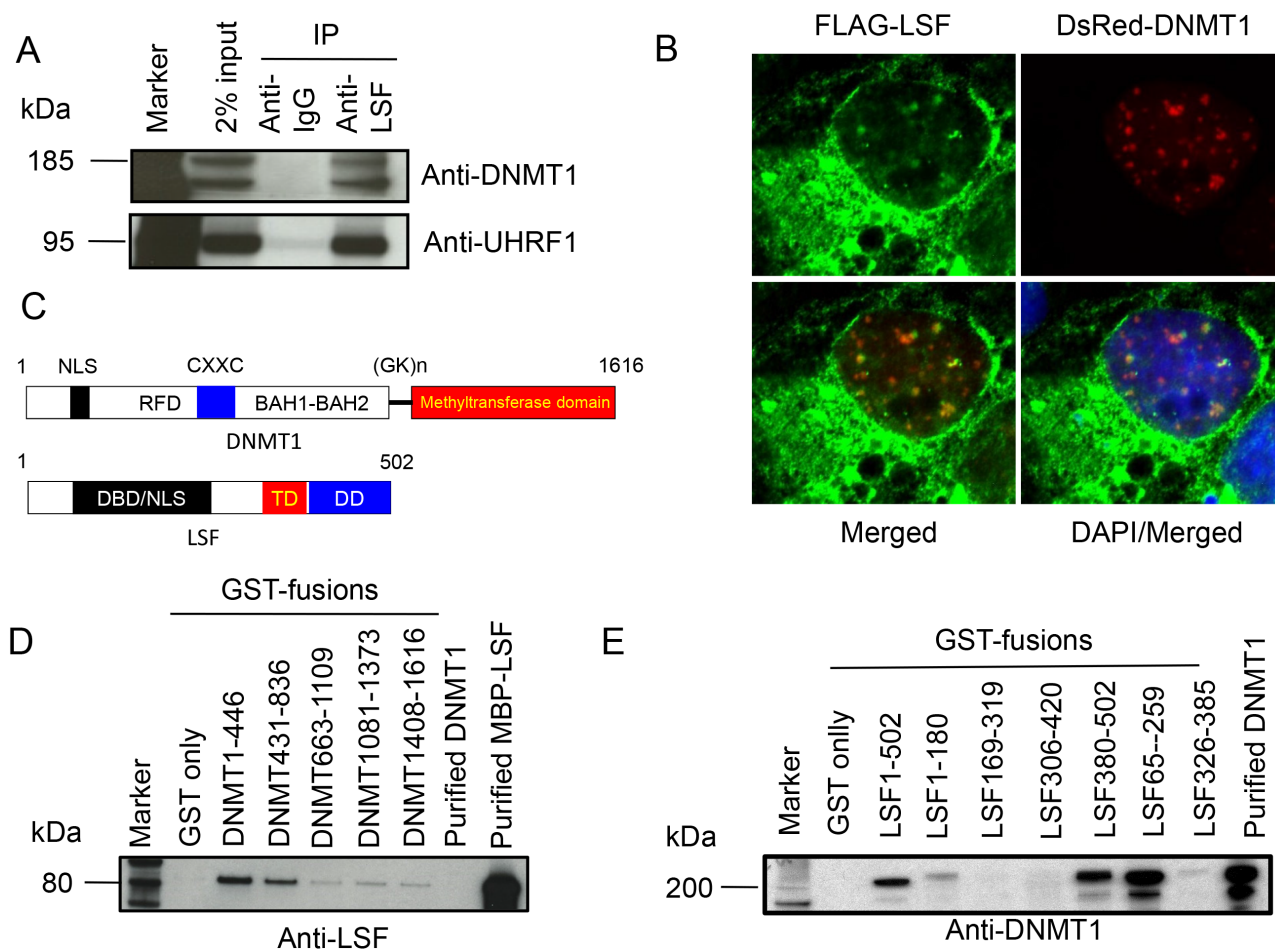 A
IP
kDa
Marker
2% input
Anti-
IgG
Anti-
LSF
185
Anti-DNMT1
95
Anti-UHRF1
B
FLAG-LSF
DsRed-DNMT1
Merged
DAPI/Merged
C
1
NLS
CXXC
(GK)n
1616
RFD
BAH1-BAH2
Methyltransferase domain
DNMT1
1
502
DBD/NLS
TD
DD
LSF
D
GST-fusions
kDa
Marker
GST only
DNMT1-446
DNMT431-836
DNMT663-1109
DNMT1081-1373
DNMT1408-1616
Purified DNMT1
Purified MBP-LSF
80
Anti-LSF
E
GST-fusions
kDa
Marker
GST onlly
LSF1-502
LSF1-180
LSF169-319
LSF306-420
LSF380-502
LSF65--259
LSF326-385
Purified DNMT1
200
Anti-DNMT1